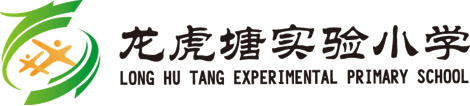 龙虎塘实验小学
LONG HU TANG EXPERIMENTAL PRIMARY SCHOOL